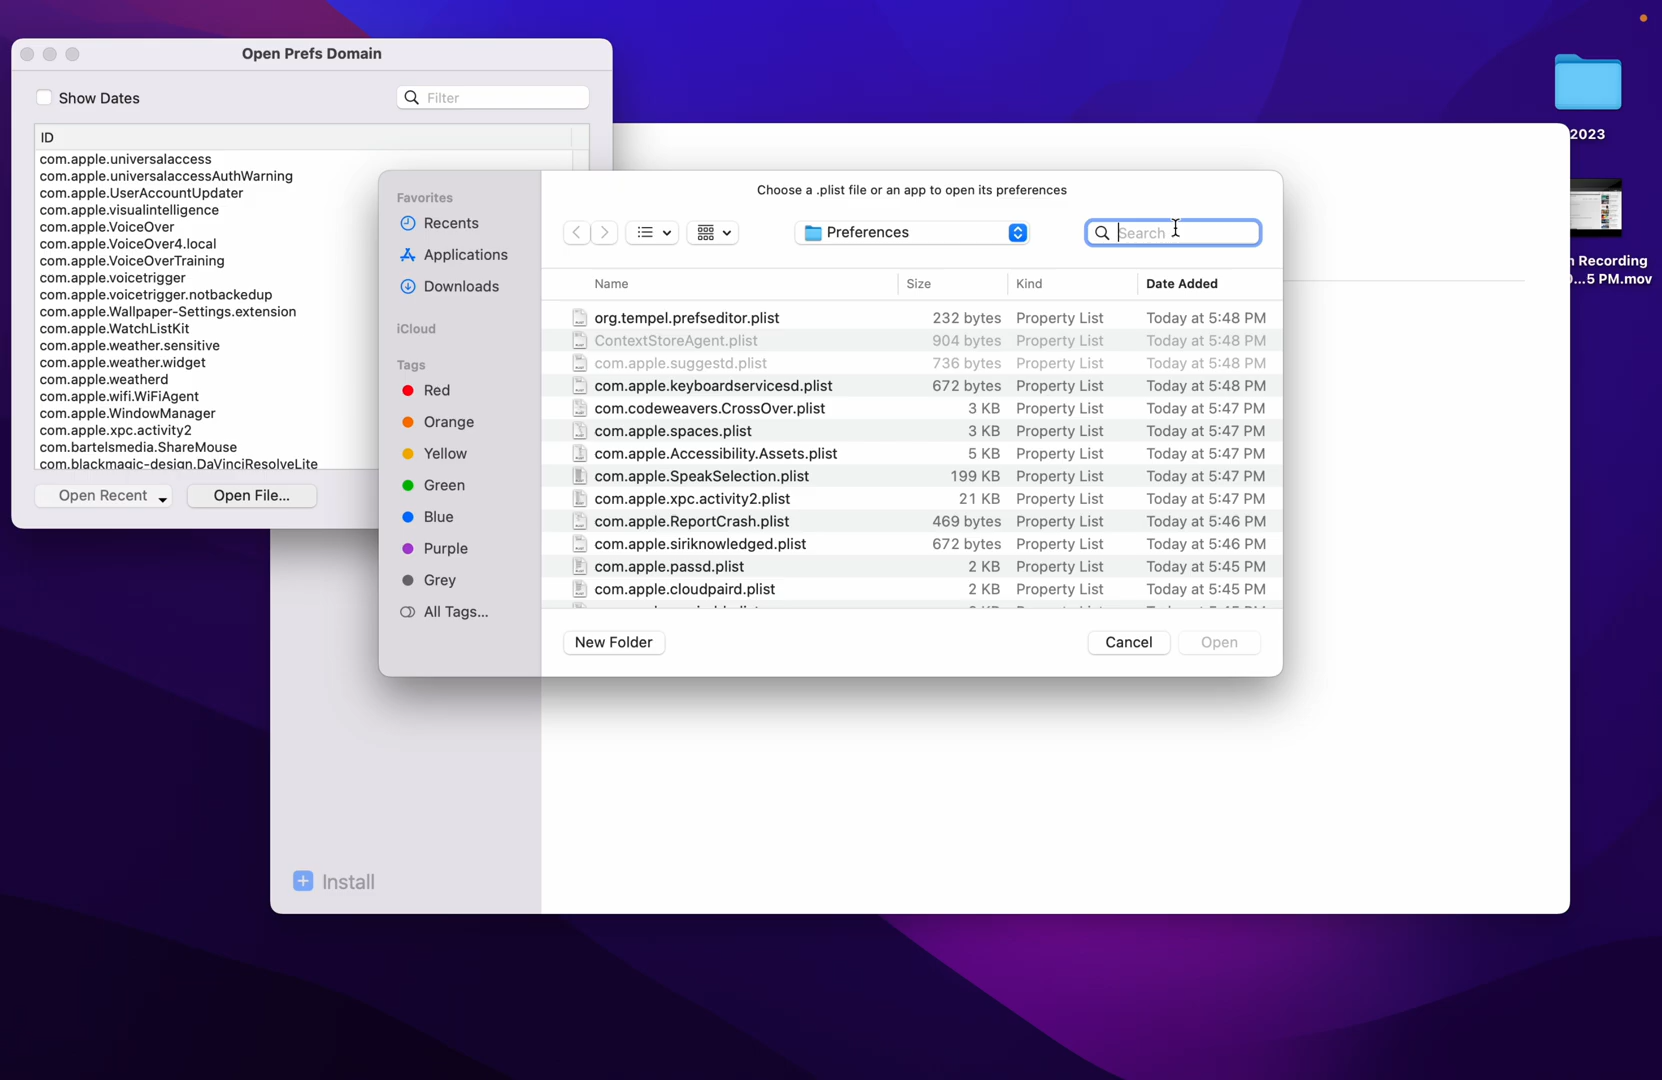 Open Prefs Domain
Show Dates
Filter
ID
com.apple.universalaccess
com.apple.universalaccessAuthWarning
com.apple.UserAccountUpdater
com.apple.visualintelligence
com.apple.VoiceOver
com.apple.VoiceOver4.local
com.apple.VoiceOverTraining
com.apple.voicetrigger
com.apple.voicetrigger.notbackedup
com.apple.Wallpaper-Settings.extension
com.apple.WatchListKit
com.apple.weather.sensitive
com.apple.weather.widget
com.apple.weatherd
com.apple.wifi.WiFiAgent
com.apple.WindowManager
com.apple.xpc.activity2
com.bartelsmedia.ShareMouse
com.blackmagic-design.DaVinciResolveLite
Open Recent
Open File...
Favorites
Recents
Applications
Downloads
iCloud
Tags
Red
Orange
Yellow
Green
Blue
Purple
Grey
All Tags...
Choose a .plist file or an app to open its preferences
Preferences
Search
Name Size Kind Date Added
org.tempel.prefseditor.plist 232 bytes Property List Today at 5:48 PM
ContextStoreAgent.plist 904 bytes Property List Today at 5:48 PM
com.apple.suggestd.plist 736 bytes Property List Today at 5:48 PM
com.apple.keyboardservicesd.plist 672 bytes Property List Today at 5:48 PM
com.codeweavers.CrossOver.plist 3 KB Property List Today at 5:47 PM
com.apple.spaces.plist 3 KB Property List Today at 5:47 PM
com.apple.Accessibility.Assets.plist 5 KB Property List Today at 5:47 PM
com.apple.SpeakSelection.plist 199 KB Property List Today at 5:47 PM
com.apple.xpc.activity2.plist 21 KB Property List Today at 5:47 PM
com.apple.ReportCrash.plist 469 bytes Property List Today at 5:46 PM
com.apple.siriknowledged.plist 672 bytes Property List Today at 5:46 PM
com.apple.passd.plist 2 KB Property List Today at 5:45 PM
com.apple.cloudpaird.plist 2 KB Property List Today at 5:45 PM
New Folder
Cancel
Open
Install
2023
Recording
...5 PM.mov